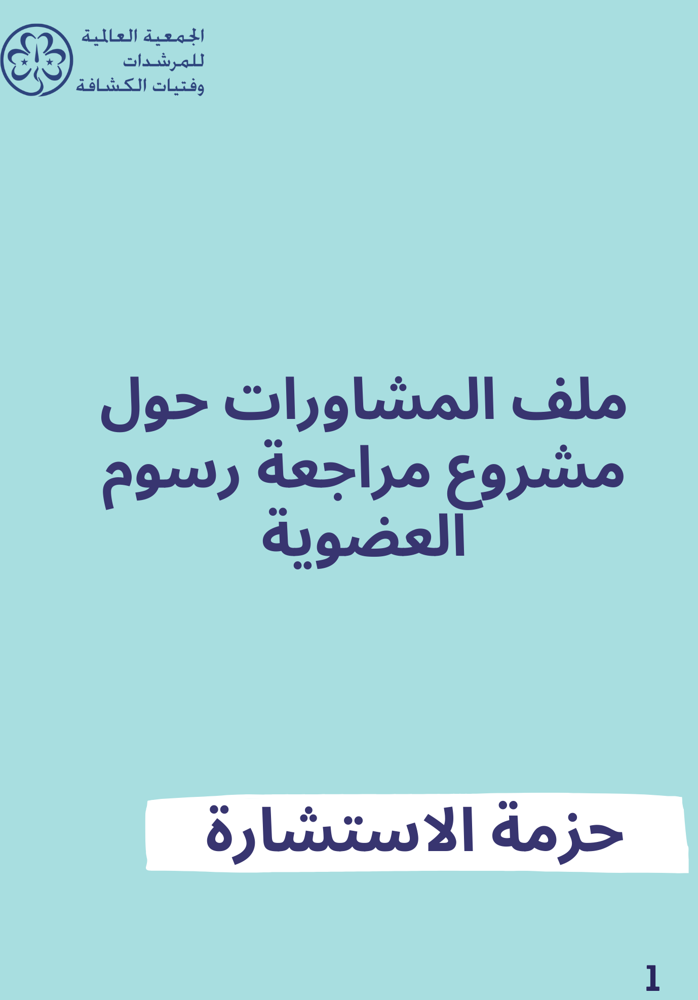 الجمعية العالمية
للمرشدات
وفتيات الكشافة
ملف المشاورات حول
مشروع مراجعة رسوم
العضوية
حزمة الاستشارة
1